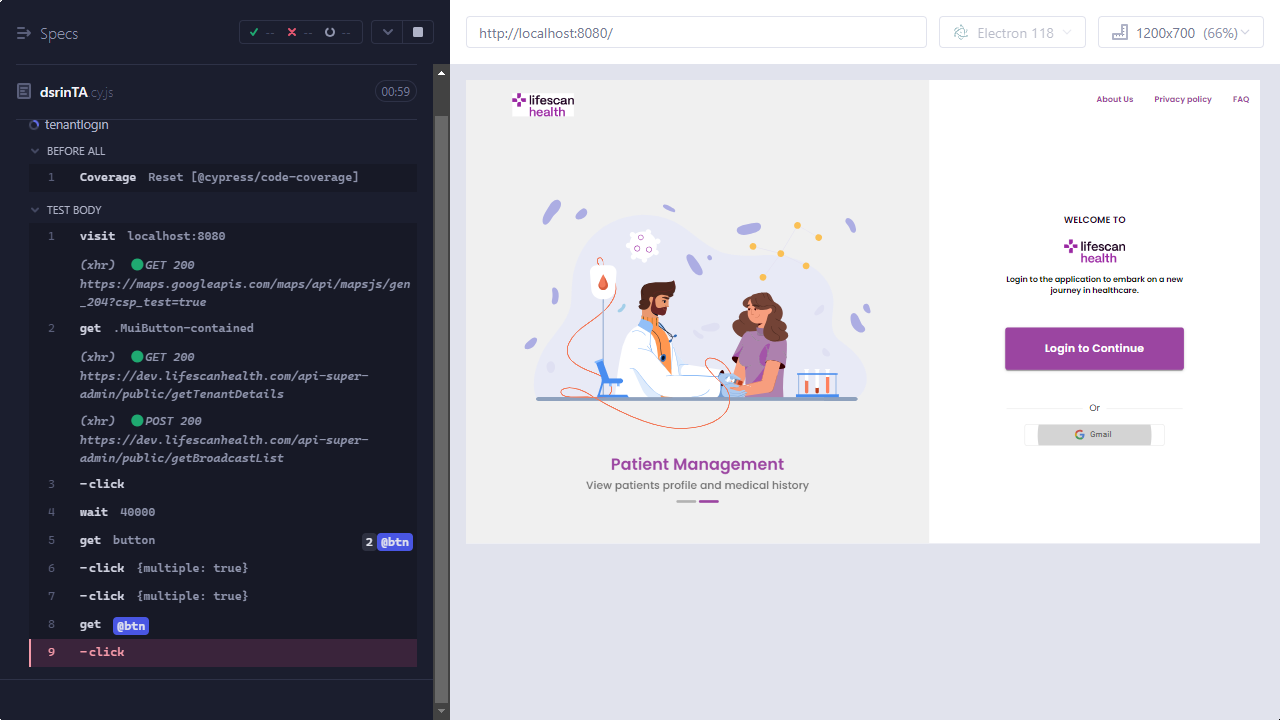 Specs
--
--
--
dsrinTA.cy.js
00:59
tenantlogin
BEFORE ALL
1 Coverage Reset [@cypress/code-coverage]
TEST BODY
1 visit localhost:8080
(xhr) GET 200
https://maps.googleapis.com/maps/api/mapsjs/gen
_204?csp_test=true
2 get .MuiButton-contained
(xhr) GET 200
https://dev.lifescanhealth.com/api-super-
admin/public/getTenantDetails
(xhr) POST 200
https://dev.lifescanhealth.com/api-super-
admin/public/getBroadcastList
3 -click
4 wait 40000
5 get button 2 @btn
6 -click {multiple: true}
7 -click {multiple: true}
8 get @btn
9 -click
http://localhost:8080/
Electron 118
1200x700 (66%)
lifescan
health
About Us Privacy policy FAQ
Patient Management
View patients profile and medical history
WELCOME TO
lifescan
health
Login to the application to embark on a new
journey in healthcare.
Login to Continue
Or
Gmail